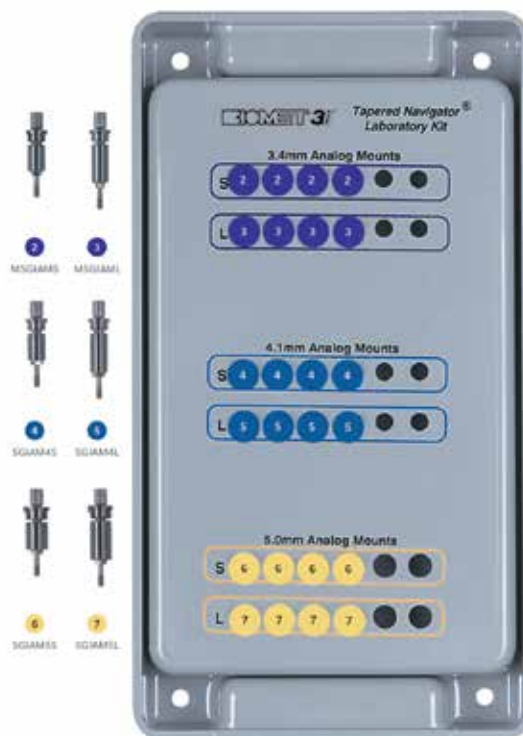 BIOMET 3i
Tapered Navigator®
Laboratory Kit
3.4mm Analog Mounts
S 2 2 2 2
L 3 3 3 3
2 3
MSGIAMS MSGIAML
4.1mm Analog Mounts
S 4 4 4 4
L 5 5 5 5
4 5
SGIAM4S SGIAM4L
5.0mm Analog Mounts
S 6 6 6 6
L 7 7 7 7
6 7
SGIAM5S SGIAM5L